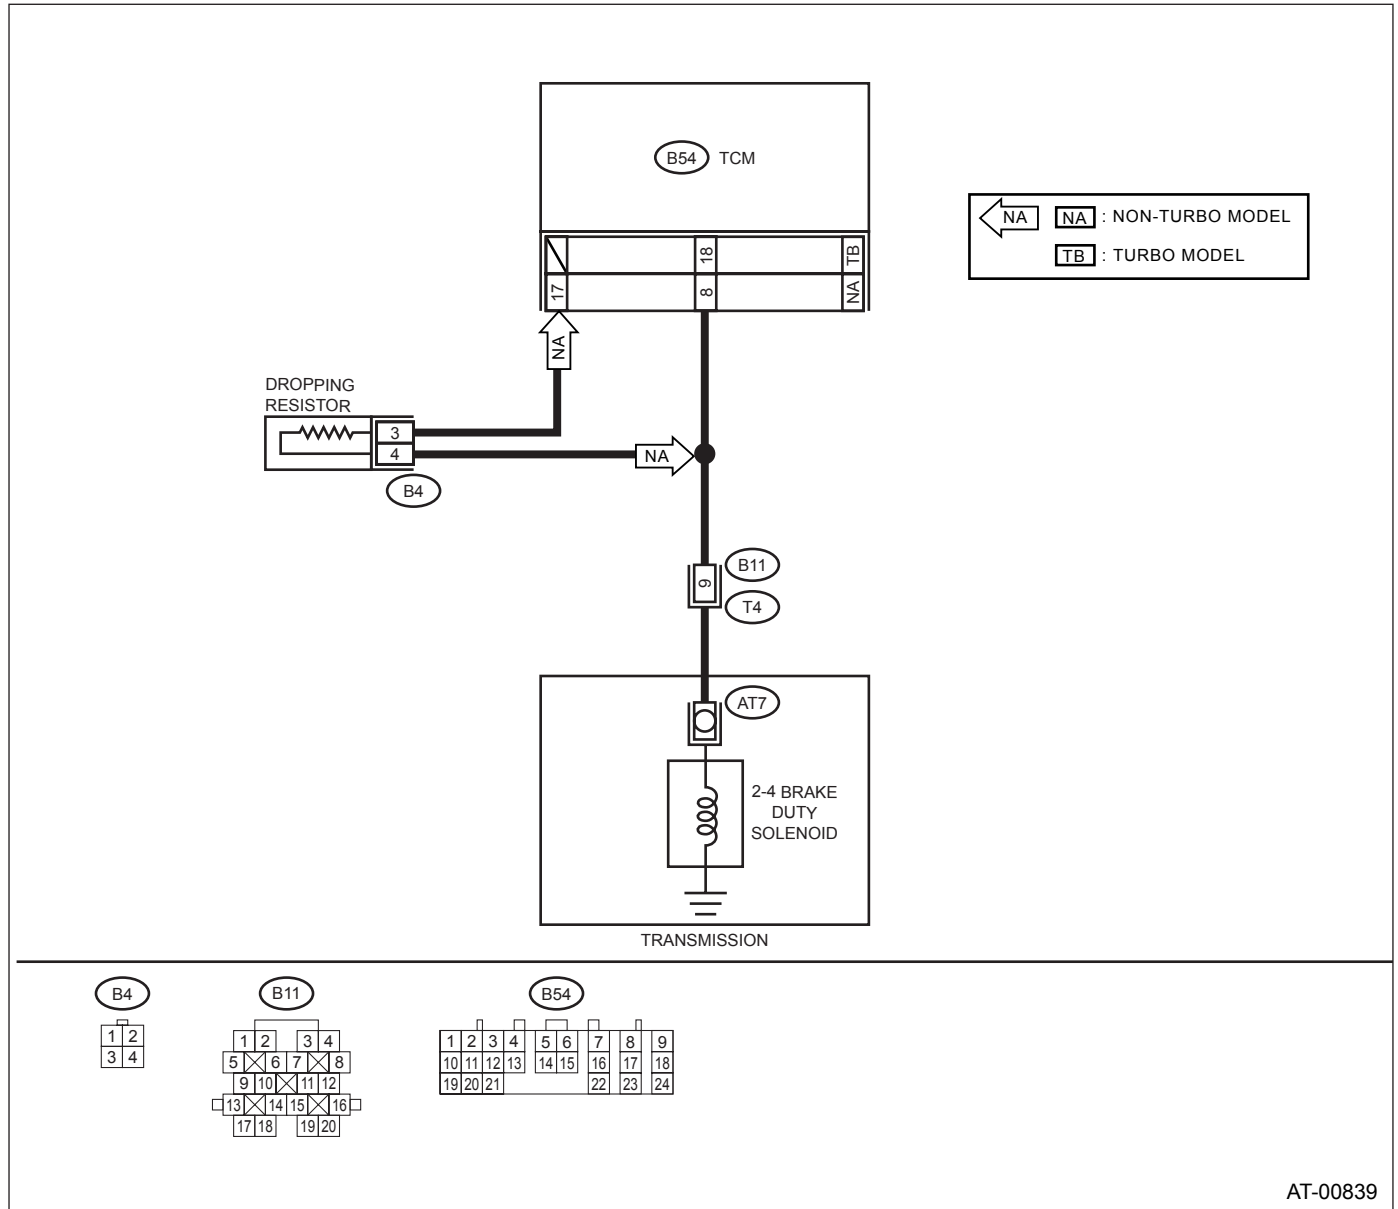 B54 TCM
NA NA : NON-TURBO MODEL
TB : TURBO MODEL
18 TB
17 8 NA
NA
DROPPING
RESISTOR
3
4
NA
B4
B11
9
T4
AT7
2-4 BRAKE
DUTY
SOLENOID
TRANSMISSION
B4
B11
B54
1 2
3 4
1 2 3 4
5 6 7 8
9 10 11 12
13 14 15 16
17 18 19 20
1 2 3 4 5 6 7 8 9
10 11 12 13 14 15 16 17 18
19 20 21 22 23 24
AT-00839